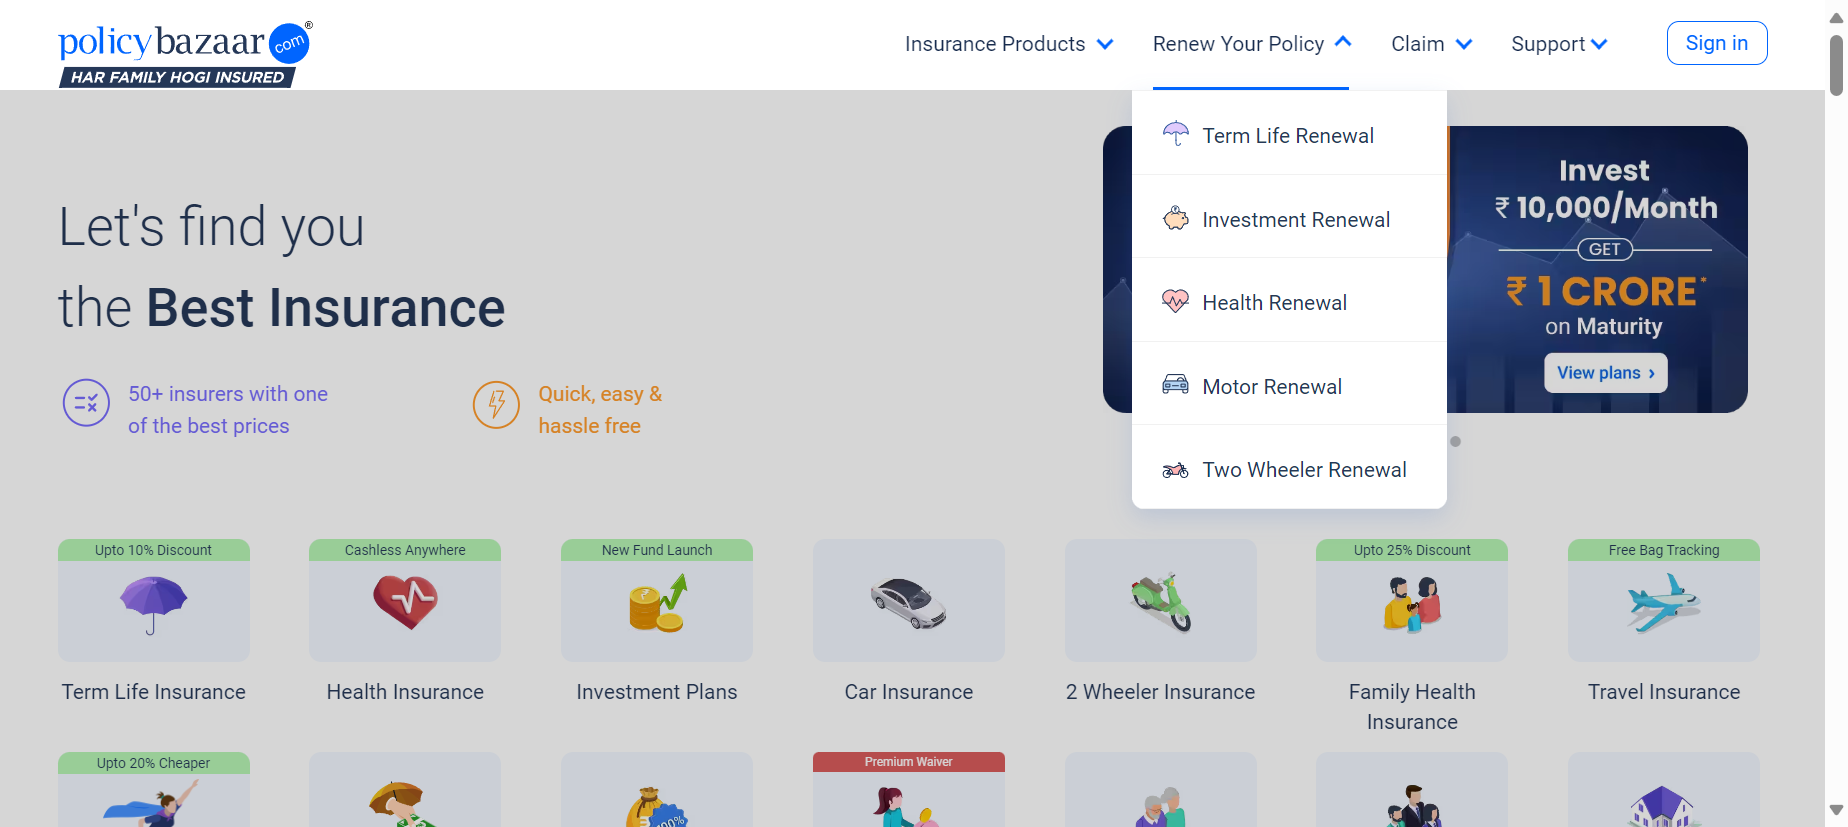 policybazaar.com®
HAR FAMILY HOGI INSURED
Insurance Products
Renew Your Policy
Claim
Support
Sign in
Term Life Renewal
Investment Renewal
Health Renewal
Motor Renewal
Two Wheeler Renewal
Let's find you
the Best Insurance
50+ insurers with one
of the best prices
Quick, easy &
hassle free
Invest
₹ 10,000/Month
GET
₹ 1 CRORE*
on Maturity
View plans ›
Upto 10% Discount
Cashless Anywhere
New Fund Launch
Upto 25% Discount
Free Bag Tracking
Term Life Insurance
Health Insurance
Investment Plans
Car Insurance
2 Wheeler Insurance
Family Health
Insurance
Travel Insurance
Upto 20% Cheaper
Premium Waiver
100%